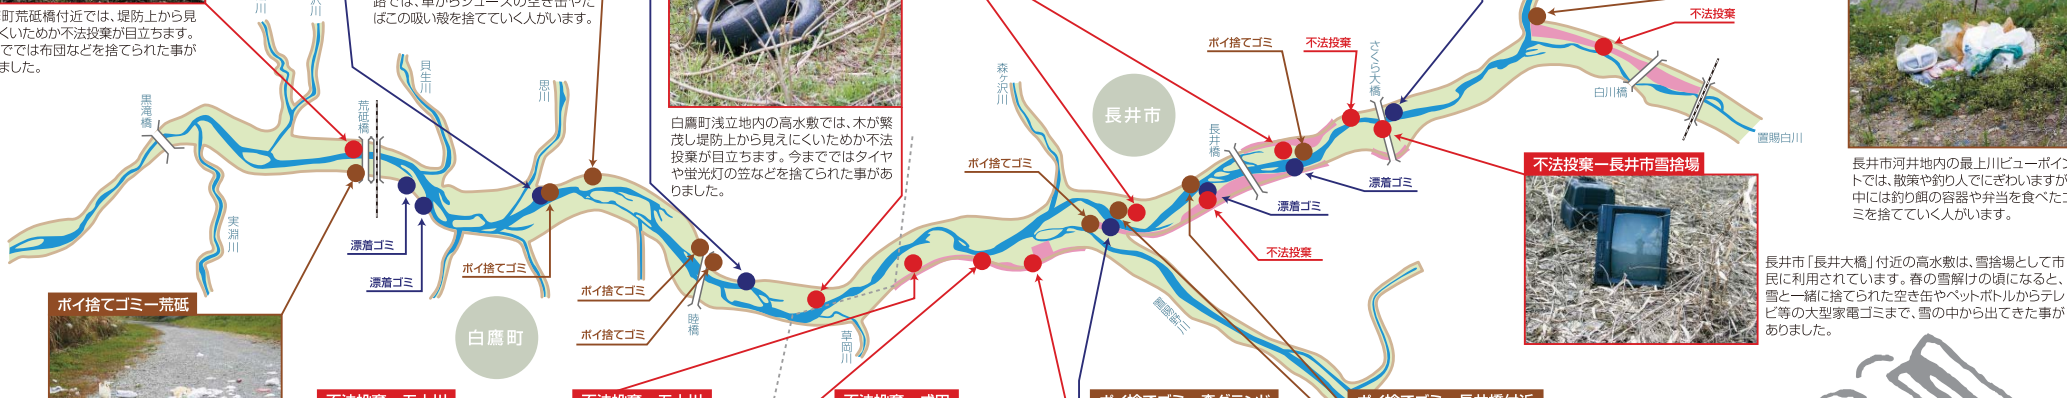 町荒砥橋付近では、堤防上から見
くいためか不法投棄が目立ちます。
までは布団などを捨てられた事が
ました。
路では、車からジュースの空き缶やた
ばこの吸い殻を捨てていく人がいます。
川
沢川
黒滝橋
荒砥橋
貝生川
思川
実淵川
漂着ゴミ
漂着ゴミ
ポイ捨てゴミ
ポイ捨てゴミー荒砥
白鷹町
白鷹町浅立地内の高水敷では、木が繁
茂し堤防上から見えにくいためか不法
投棄が目立ちます。今まででは タイヤ
や蛍光灯の笠などを捨てられた事があ
りました。
ポイ捨てゴミ
ポイ捨てゴミ
睦橋
草岡川
森ヶ沢川
長井市
ポイ捨てゴミ
長井橋
ポイ捨てゴミ
不法投棄
さくら大橋
漂着ゴミ
漂着ゴミ
不法投棄
置賜野川
不法投棄
白川橋
置賜白川
不法投棄ー長井市雪捨場
長井市河井地内の最上川ビューポイン
トでは、散策や釣り人でにぎわいますが
中には釣り餌の容器や弁当を食べたゴ
ミを捨てていく人がいます。
長井市「長井大橋」付近の高水敷は、雪捨場として市
民に利用されています。春の雪解けの頃になると、
雪と一緒に捨てられた空き缶やペットボトルからテレ
ビ等の大型家電ゴミまで、雪の中から出てきた事が
ありました。